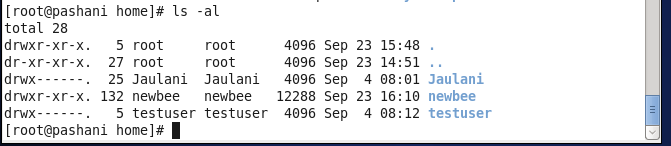 [root@pashani home]# ls -al
total 28
drwxr-xr-x.   5 root     root      4096 Sep 23 15:48 .
dr-xr-xr-x.  27 root     root      4096 Sep 23 14:51 ..
drwx------.  25 Jaulani  Jaulani   4096 Sep  4 08:01 Jaulani
drwxr-xr-x. 132 newbee   newbee   12288 Sep 23 16:10 newbee
drwx------.   5 testuser testuser  4096 Sep  4 08:12 testuser
[root@pashani home]#